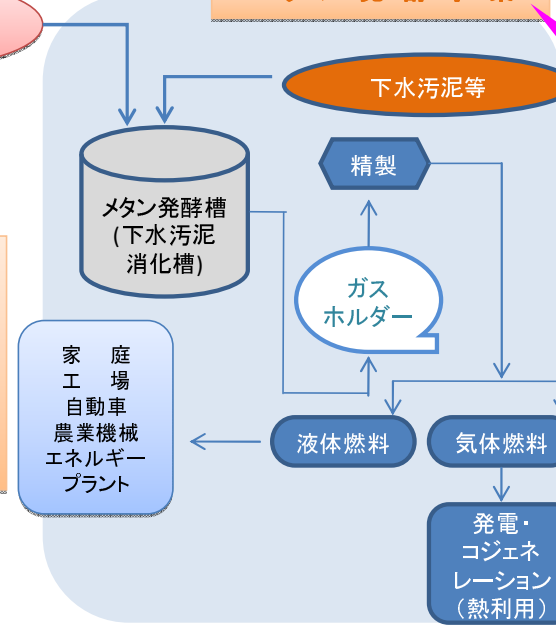 下水汚泥等
精製
メタン発酵槽
(下水汚泥
消化槽)
ガス
ホルダー
家　庭
工　場
自動車
農業機械
エネルギー
プラント
液体燃料
気体燃料
発電・
コジェネ
レーション
（熱利用）